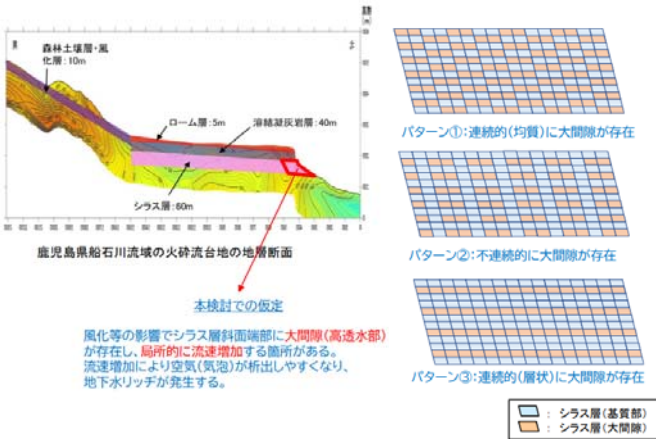 森林土壌層・風
化層:10m
ローム層:5m
溶結凝灰岩層:40m
シラス層:60m
鹿児島県船石川流域の火砕流台地の地層断面
本検討での仮定
風化等の影響でシラス層斜面端部に大間隙(高透水部)
が存在し、局所的に流速増加する箇所がある。
流速増加により空気(気泡)が析出しやすくなり、
地下水リッヂが発生する。
パターン①:連続的(均質)に大間隙が存在
パターン②:不連続的に大間隙が存在
パターン③:連続的(層状)に大間隙が存在
: シラス層(基質部)
: シラス層(大間隙)